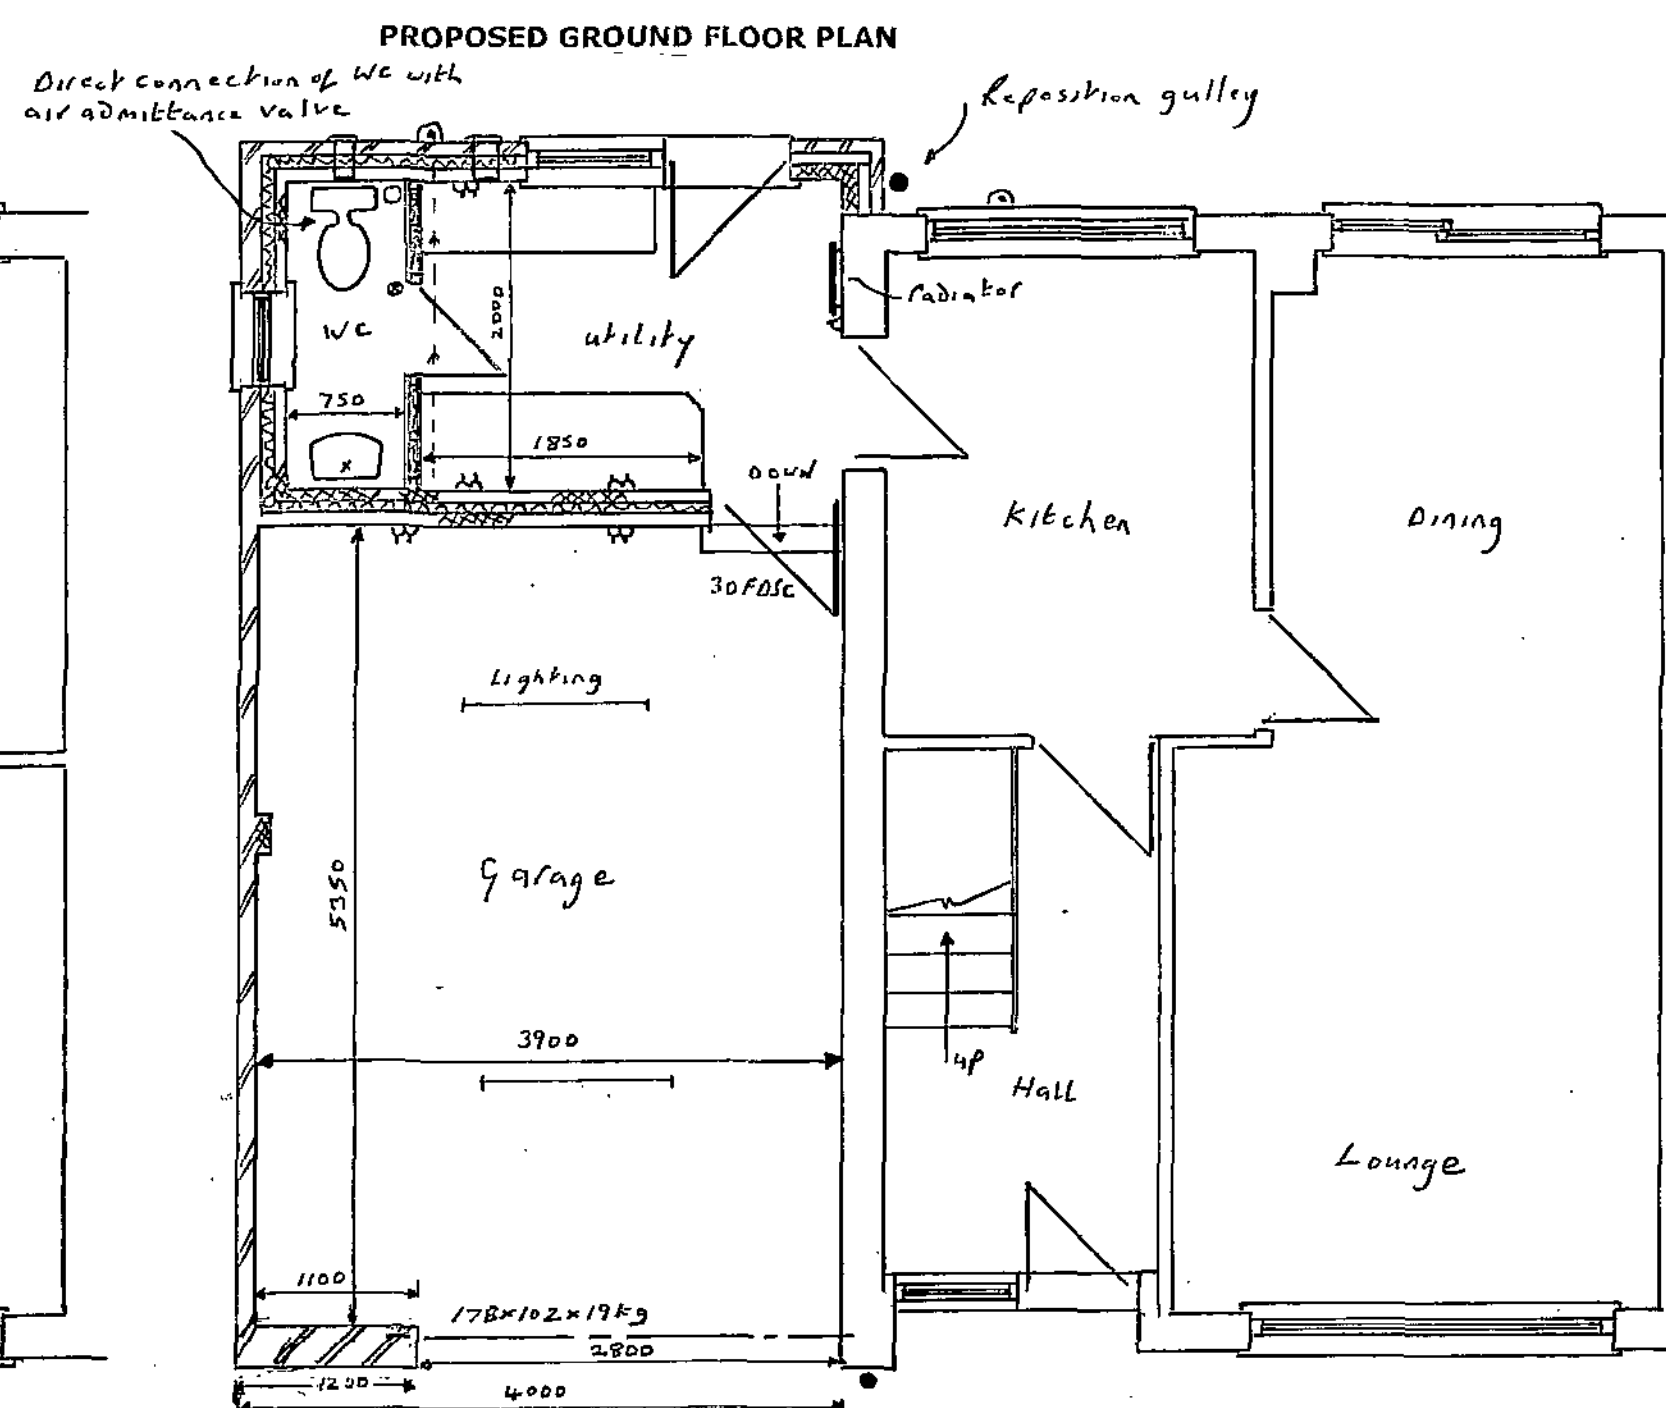 PROPOSED GROUND FLOOR PLAN
Direct connection of WC with
air admittance valve
Reposition gulley
radiator
WC
2000
utility
750
1850
DOWN
Kitchen
Dining
30FDSC
Lighting
Garage
5350
3900
UP
Hall
Lounge
1100
178x102x19kg
2800
1200
4000